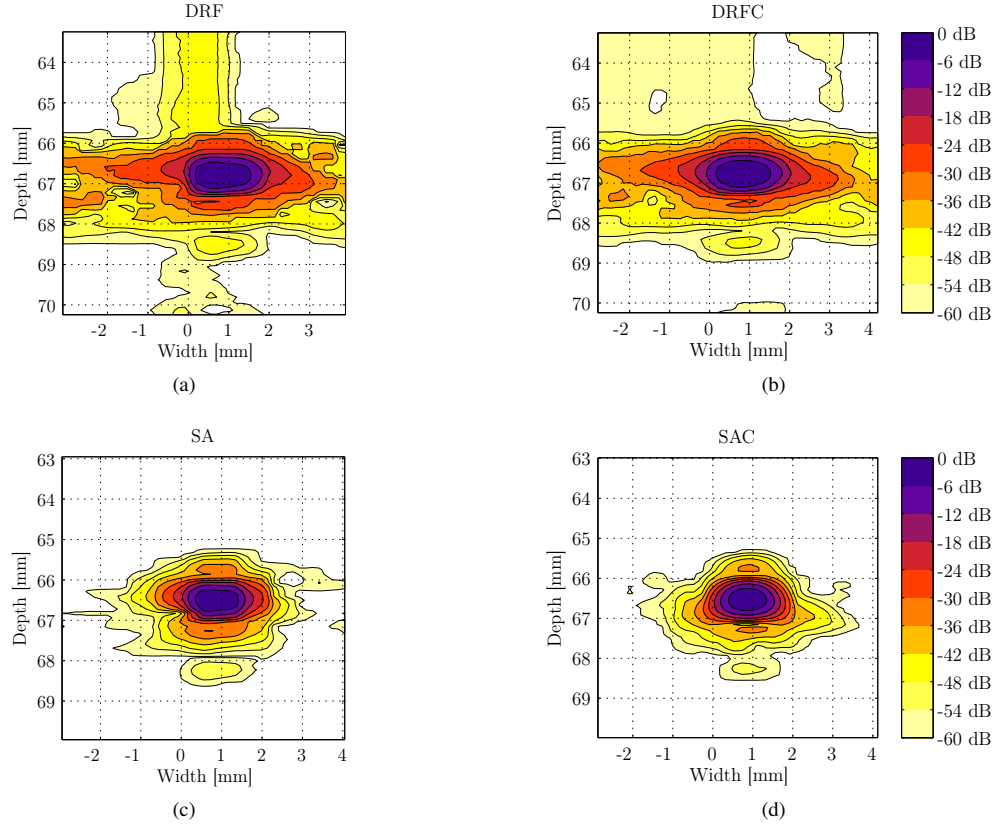 DRF
64
65
66
67
68
69
70
Depth [mm]
-2 -1 0 1 2 3
Width [mm]
(a)
DRFC
64
65
66
67
68
69
70
Depth [mm]
-2 -1 0 1 2 3 4
Width [mm]
(b)
0 dB
-6 dB
-12 dB
-18 dB
-24 dB
-30 dB
-36 dB
-42 dB
-48 dB
-54 dB
-60 dB
SA
63
64
65
66
67
68
69
Depth [mm]
-2 -1 0 1 2 3 4
Width [mm]
(c)
SAC
63
64
65
66
67
68
69
Depth [mm]
-2 -1 0 1 2 3 4
Width [mm]
(d)
0 dB
-6 dB
-12 dB
-18 dB
-24 dB
-30 dB
-36 dB
-42 dB
-48 dB
-54 dB
-60 dB